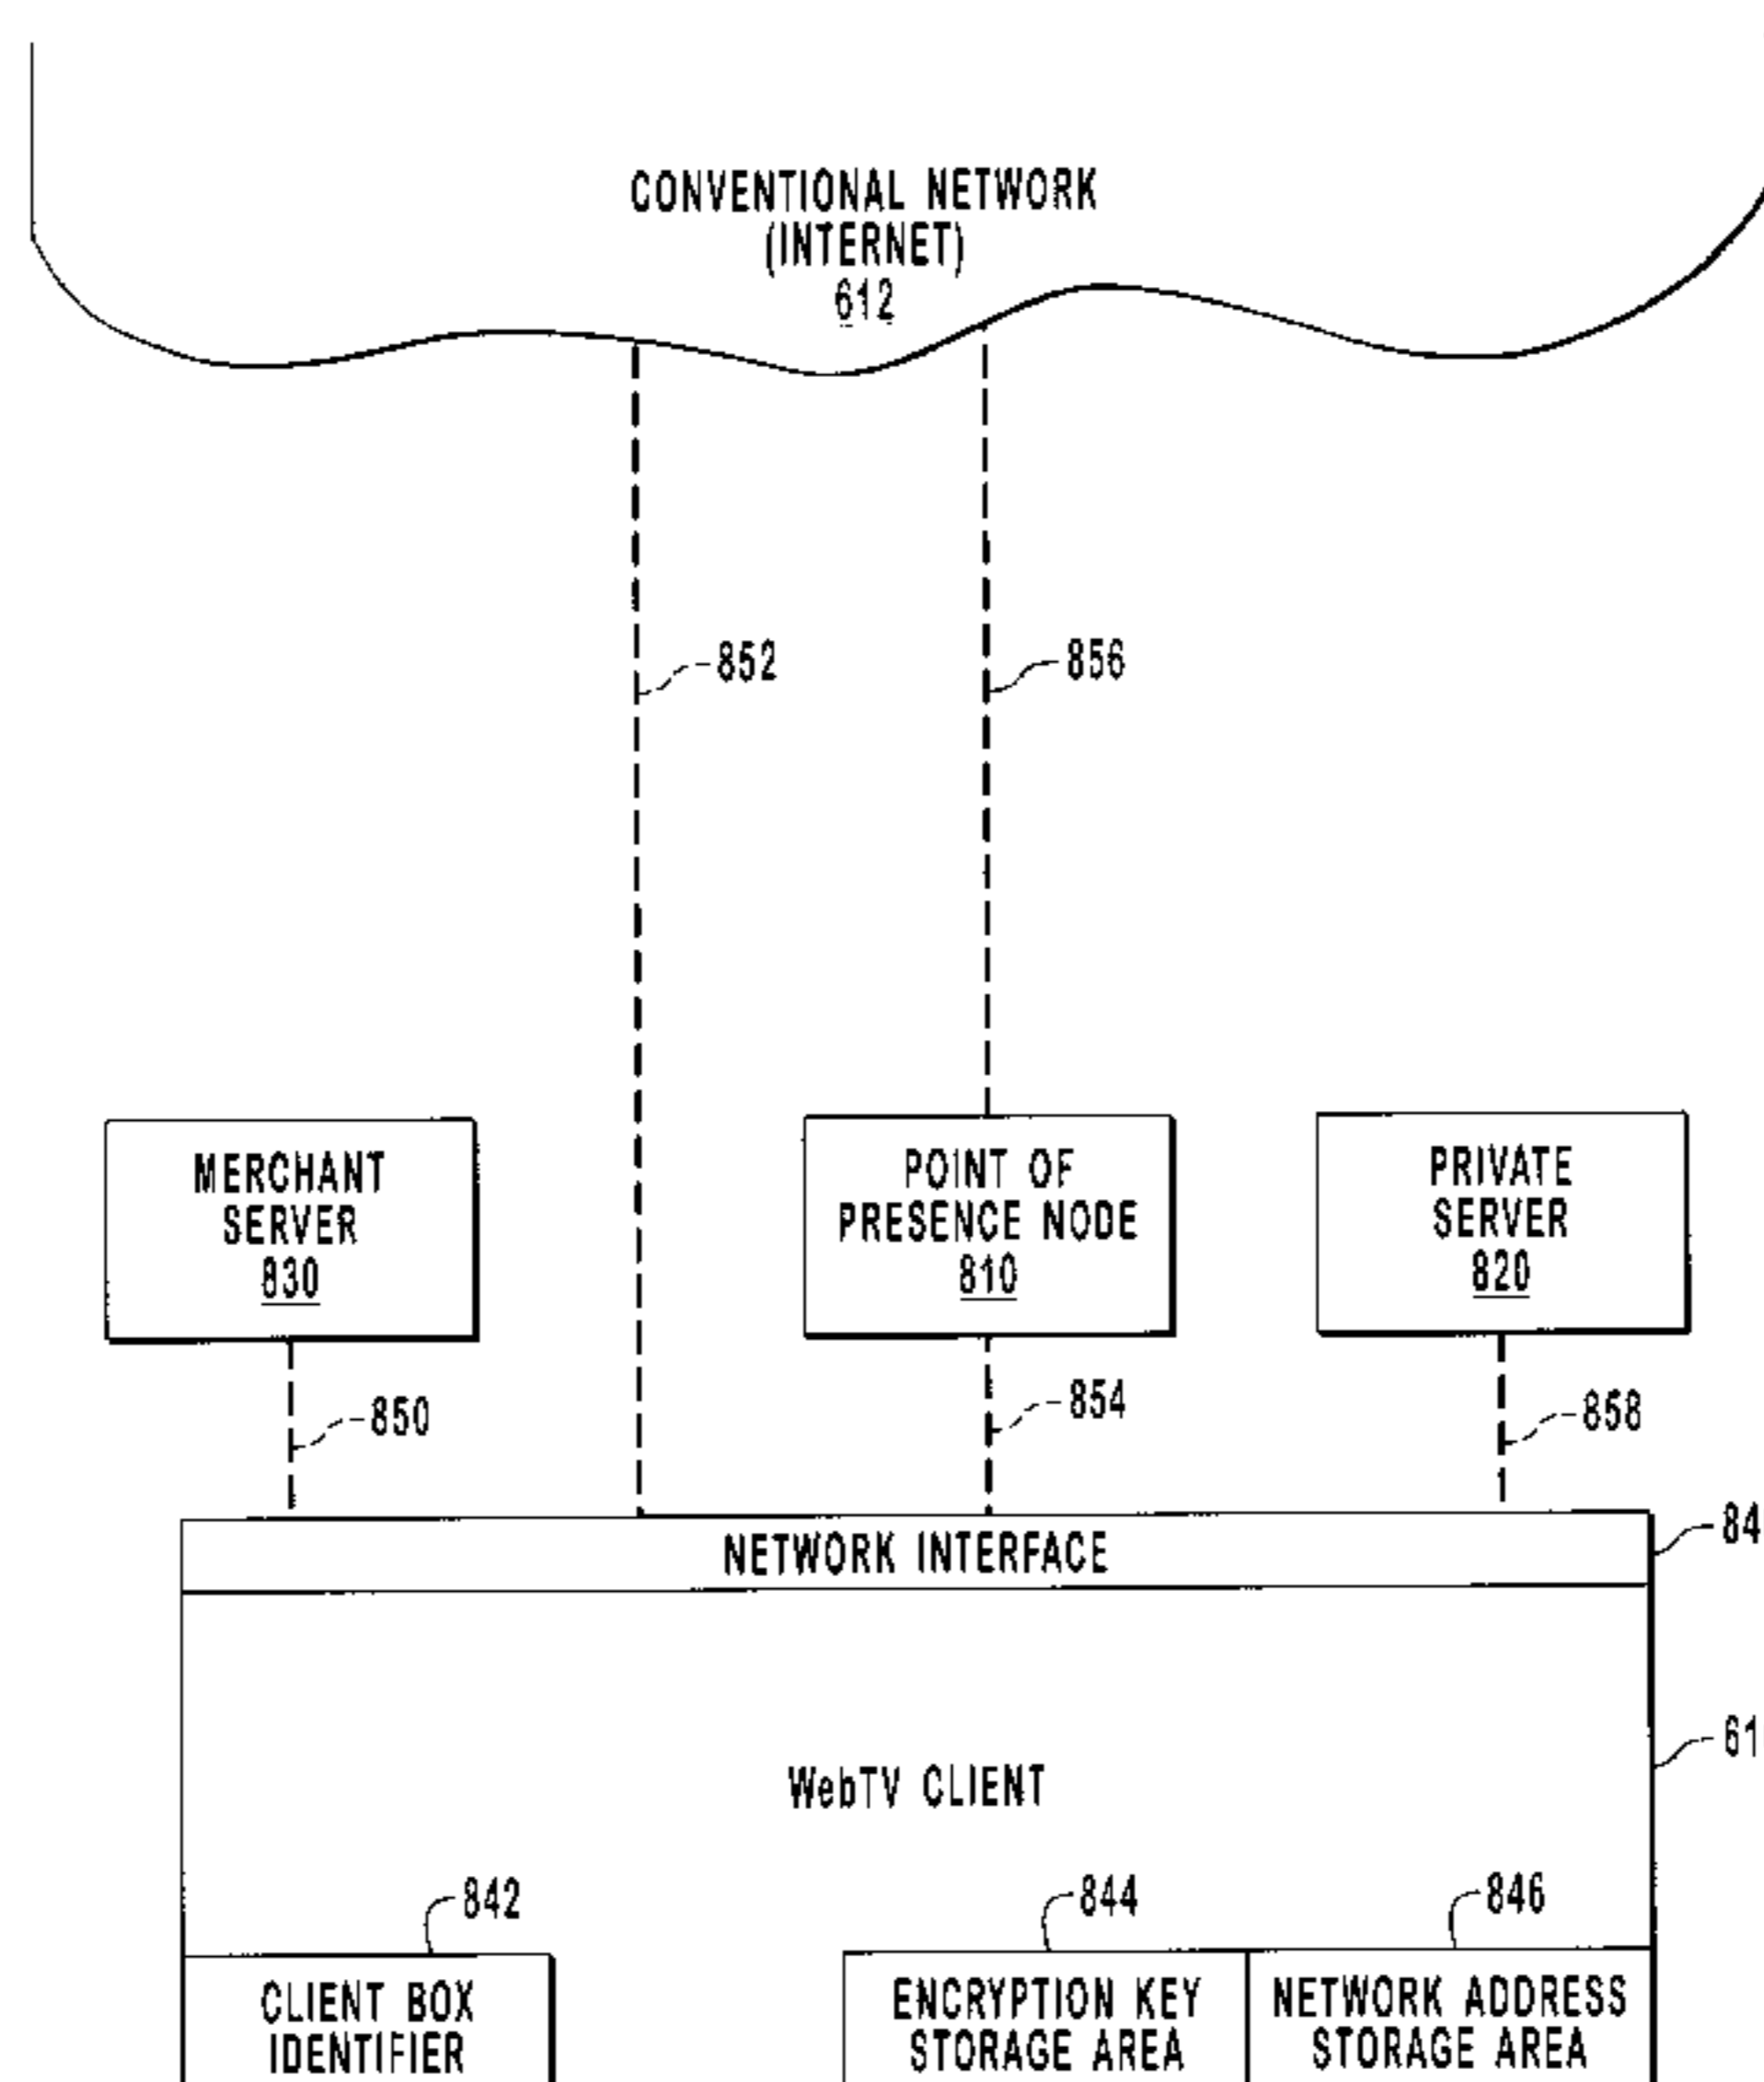 CONVENTIONAL NETWORK
(INTERNET)
612
852
856
MERCHANT
SERVER
830
POINT OF
PRESENCE NODE
810
PRIVATE
SERVER
820
850
854
858
NETWORK INTERFACE
84
WebTV CLIENT
61
842
844
846
CLIENT BOX
IDENTIFIER
ENCRYPTION KEY
STORAGE AREA
NETWORK ADDRESS
STORAGE AREA